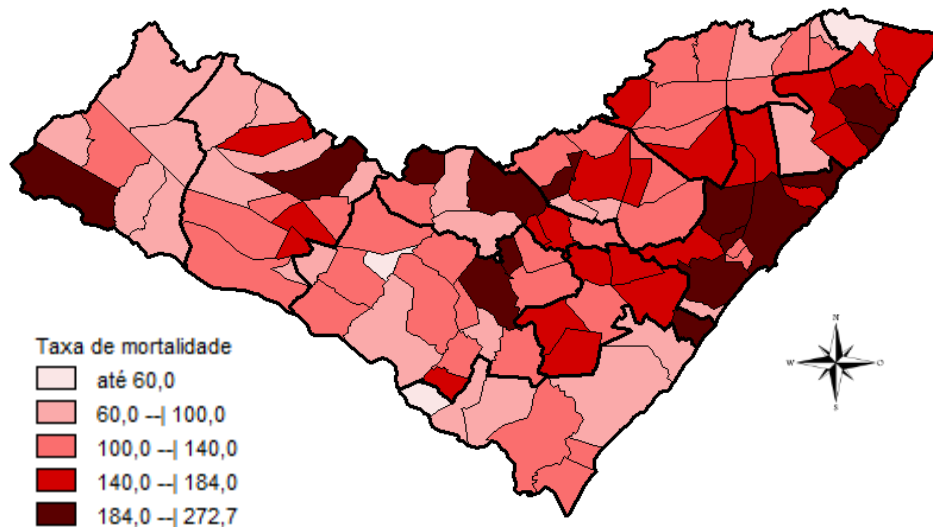 Taxa de mortalidade
até 60,0
60,0 --| 100,0
100,0 --| 140,0
140,0 --| 184,0
184,0 --| 272,7
N
W
O
S